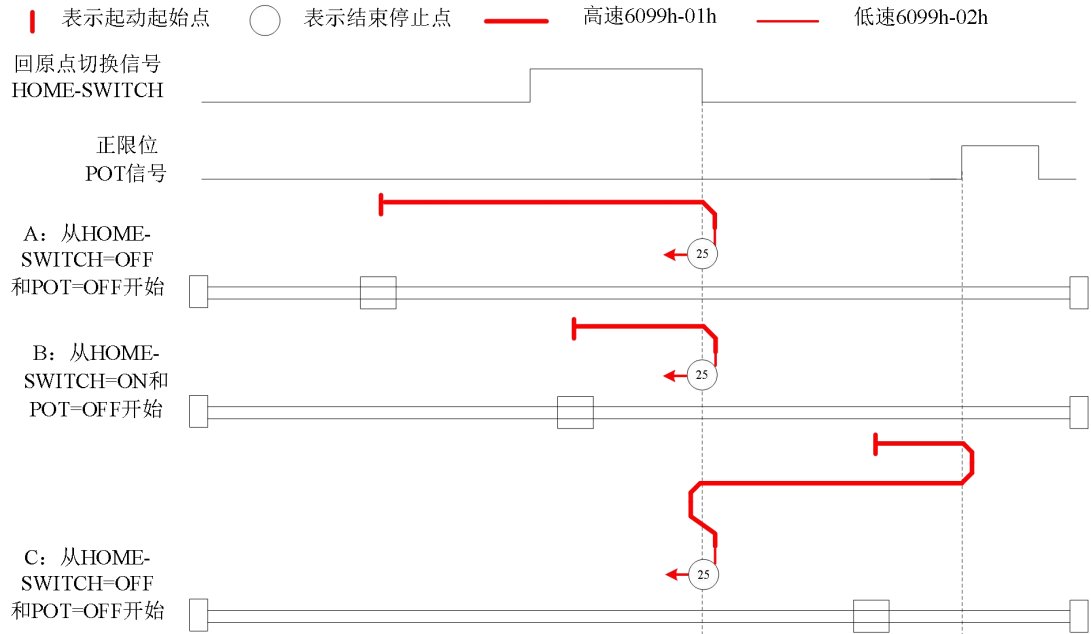 表示起动起始点
表示结束停止点
高速6099h-01h
低速6099h-02h
回原点切换信号
HOME-SWITCH
正限位
POT信号
A：从HOME-
SWITCH=OFF
和POT=OFF开始
25
B：从HOME-
SWITCH=ON和
POT=OFF开始
25
C：从HOME-
SWITCH=OFF
和POT=OFF开始
25